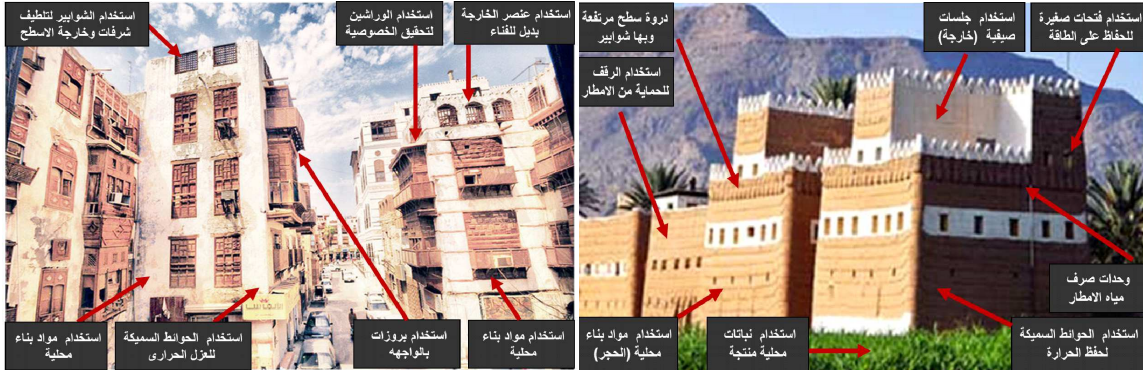 استخدام الشوابير لتلطيف
شرفات وخارجة الاسطح
استخدام الرواشين
لتحقيق الخصوصية
استخدام عنصر الخارجة
بديل للفناء
استخدام مواد بناء
محلية
استخدام الحوائط السميكة
للعزل الحرارى
استخدام بروزات
بالواجهه
استخدام مواد بناء
محلية
دروة سطح مرتفعة
وبها شوابير
استخدام جلسات
صيفية (خارجة)
استخدام فتحات صغيرة
للحفاظ على الطاقة
استخدام الرقف
للحماية من الامطار
وحدات صرف
مياه الامطار
استخدام مواد بناء
محلية (الحجر)
استخدام نباتات
محلية منتجة
استخدام الحوائط السميكة
لحفظ الحرارة